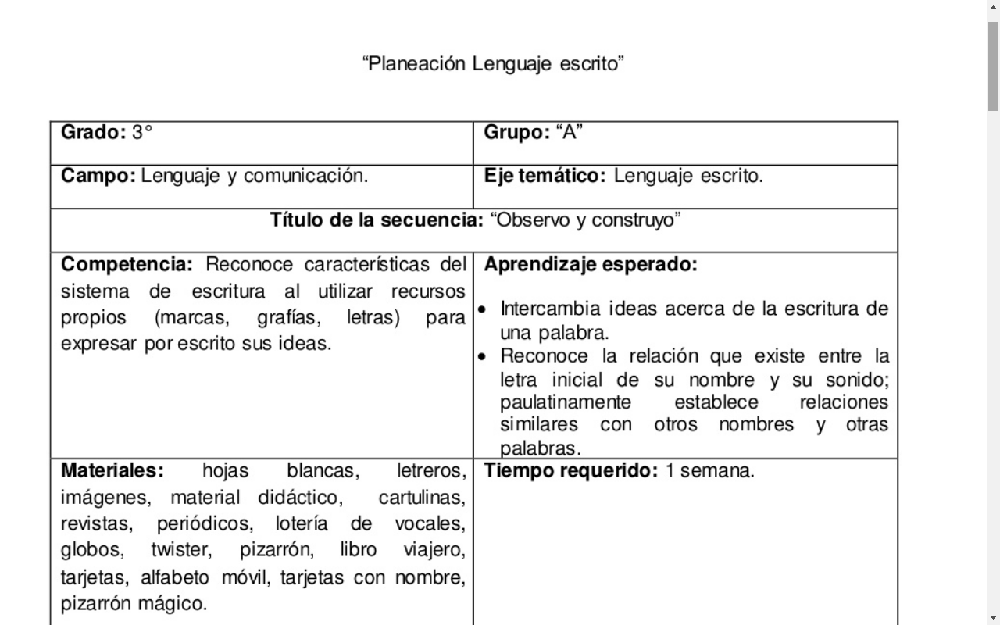 “Planeación Lenguaje escrito”
Grado: 3°
Grupo: “A”
Campo: Lenguaje y comunicación.
Eje temático: Lenguaje escrito.
Título de la secuencia: “Observo y construyo”
Competencia: Reconoce características del
sistema de escritura al utilizar recursos
propios (marcas, grafías, letras) para
expresar por escrito sus ideas.
Aprendizaje esperado:
• Intercambia ideas acerca de la escritura de
una palabra.
• Reconoce la relación que existe entre la
letra inicial de su nombre y su sonido;
paulatinamente establece relaciones
similares con otros nombres y otras
palabras.
Materiales: hojas blancas, letreros,
imágenes, material didáctico, cartulinas,
revistas, periódicos, lotería de vocales,
globos, twister, pizarrón, libro viajero,
tarjetas, alfabeto móvil, tarjetas con nombre,
pizarrón mágico.
Tiempo requerido: 1 semana.